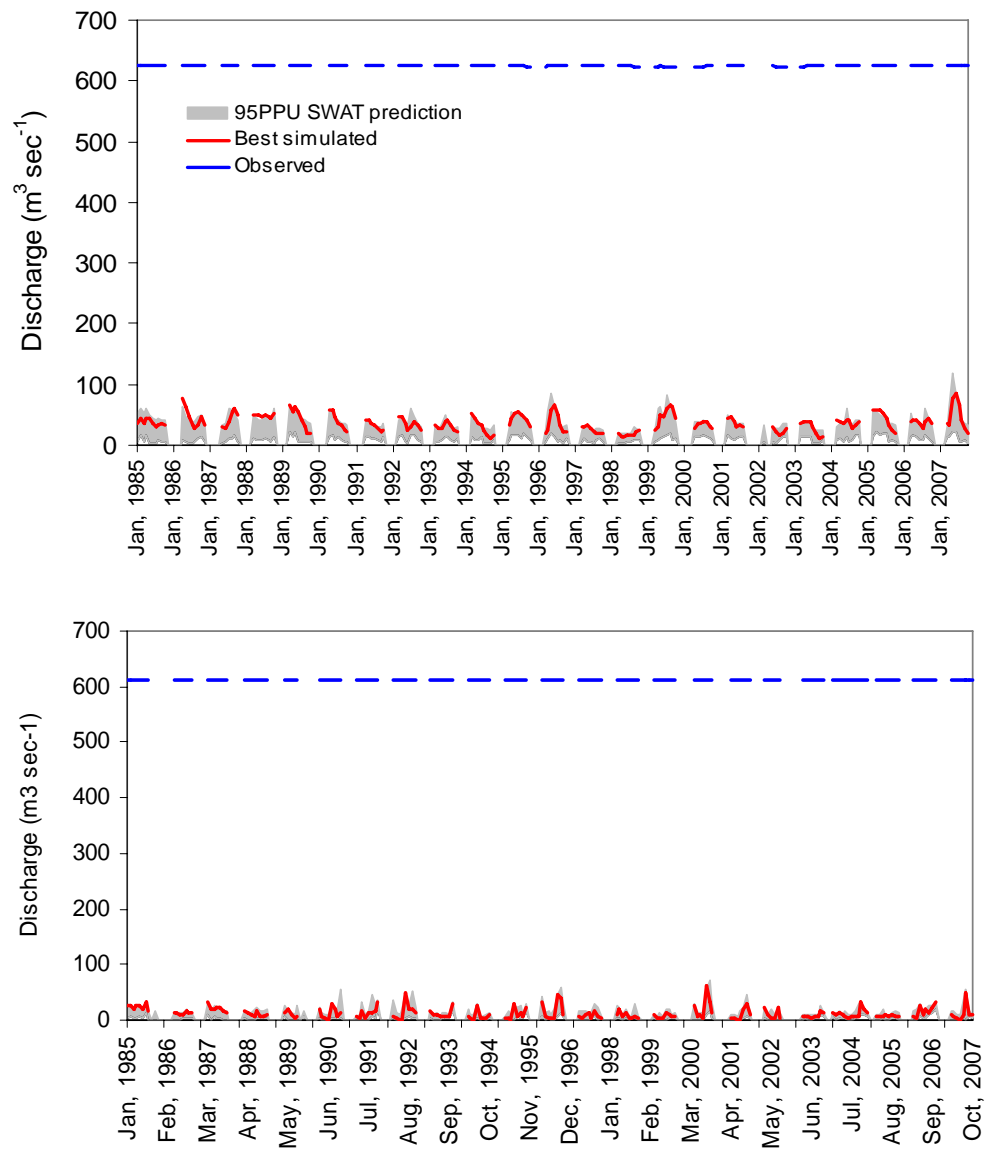 700
600
500
400
300
200
100
0
Discharge (m³ sec⁻¹)
95PPU SWAT prediction
Best simulated
Observed
Jan, 1985
Jan, 1986
Jan, 1987
Jan, 1988
Jan, 1989
Jan, 1990
Jan, 1991
Jan, 1992
Jan, 1993
Jan, 1994
Jan, 1995
Jan, 1996
Jan, 1997
Jan, 1998
Jan, 1999
Jan, 2000
Jan, 2001
Jan, 2002
Jan, 2003
Jan, 2004
Jan, 2005
Jan, 2006
Jan, 2007
700
600
500
400
300
200
100
0
Discharge (m3 sec-1)
Jan, 1985
Feb, 1986
Mar, 1987
Apr, 1988
May, 1989
Jun, 1990
Jul, 1991
Aug, 1992
Sep, 1993
Oct, 1994
Nov, 1995
Dec, 1996
Jan, 1998
Feb, 1999
Mar, 2000
Apr, 2001
May, 2002
Jun, 2003
Jul, 2004
Aug, 2005
Sep, 2006
Oct, 2007